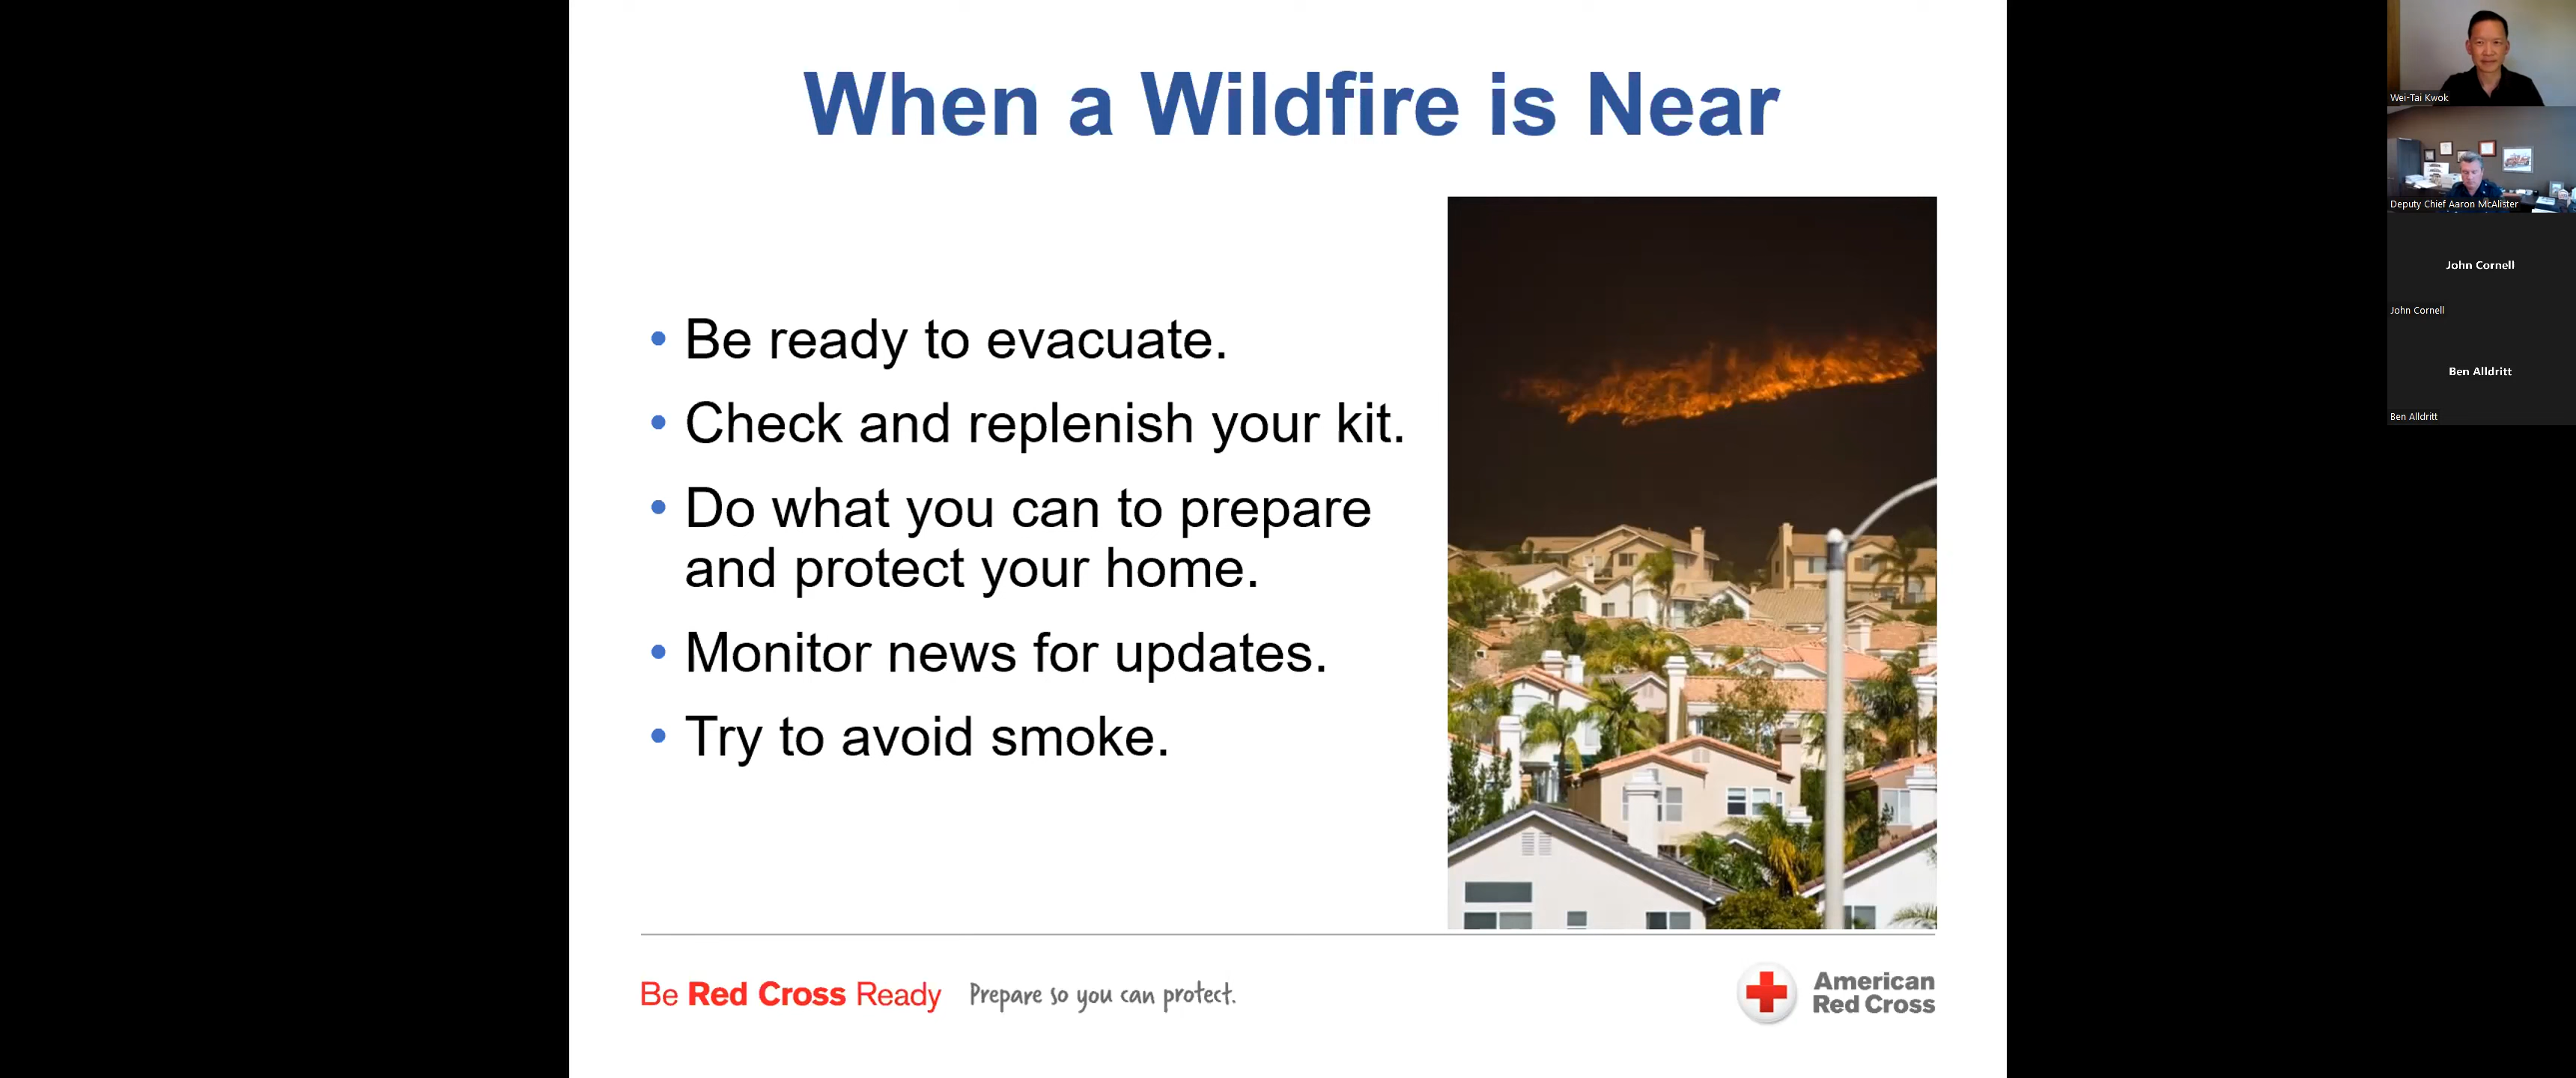 When a Wildfire is Near
• Be ready to evacuate.
• Check and replenish your kit.
• Do what you can to prepare
and protect your home.
• Monitor news for updates.
• Try to avoid smoke.
Be Red Cross Ready Prepare so you can protect.
American
Red Cross
Wei-Tai Kwok
Deputy Chief Aaron McAlister
John Cornell
John Cornell
Ben Alldritt
Ben Alldritt